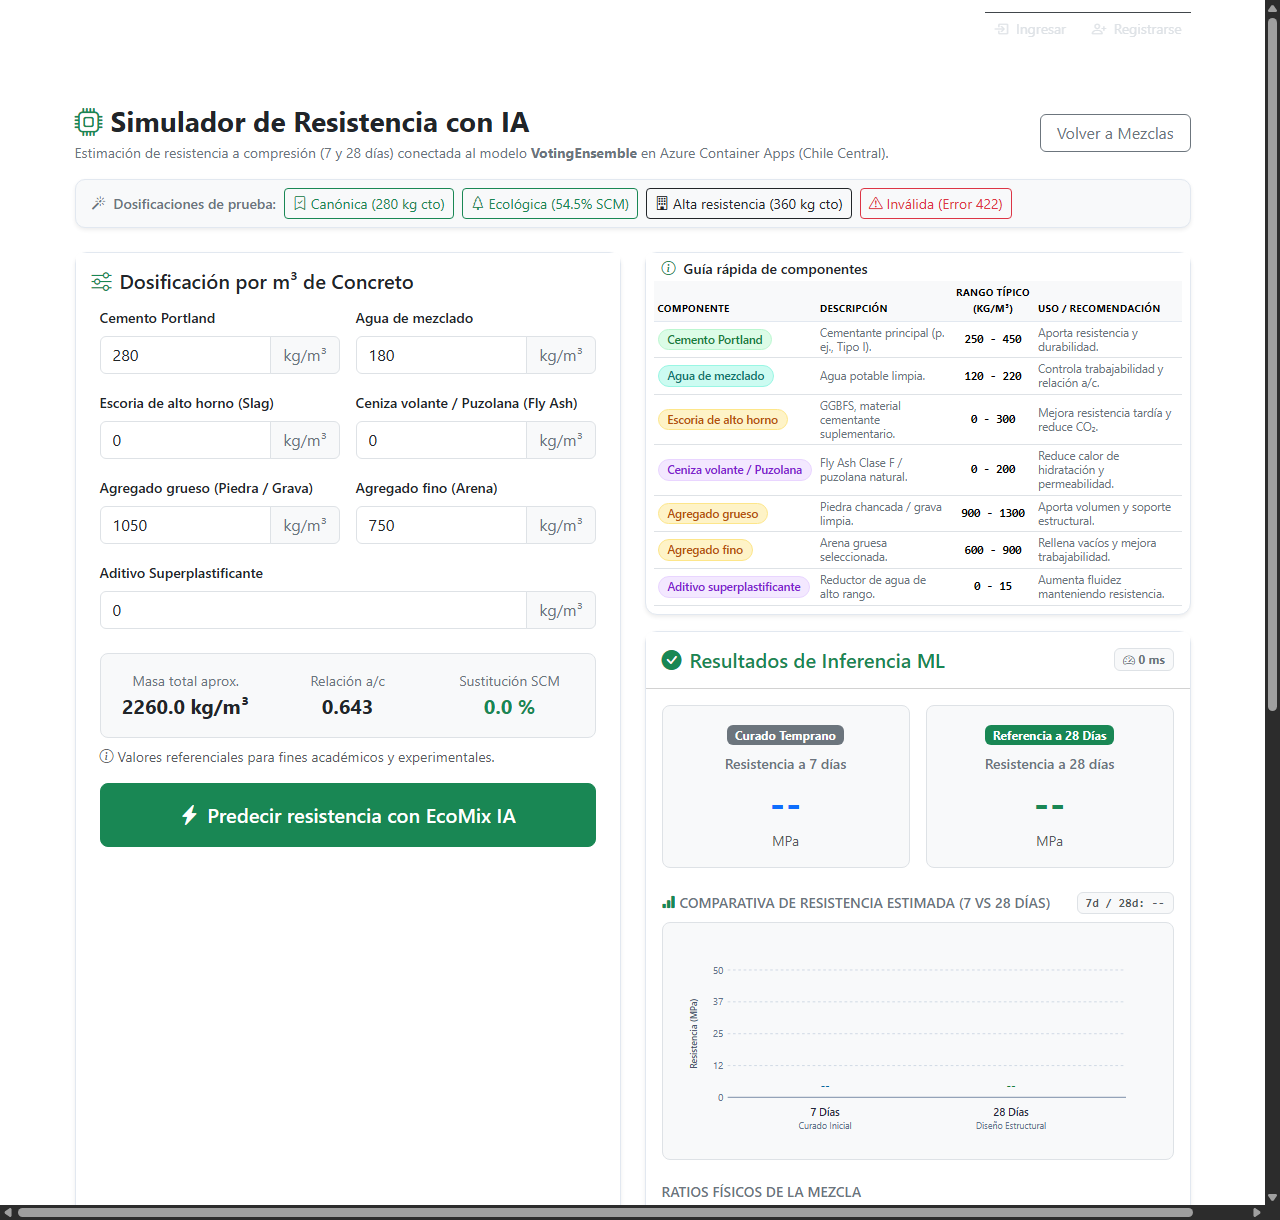 Ingresar
Registrarse
Simulador de Resistencia con IA
Estimación de resistencia a compresión (7 y 28 días) conectada al modelo VotingEnsemble en Azure Container Apps (Chile Central).
Volver a Mezclas
Dosificaciones de prueba:
Canónica (280 kg cto)
Ecológica (54.5% SCM)
Alta resistencia (360 kg cto)
Inválida (Error 422)
Dosificación por m³ de Concreto
Cemento Portland
280 kg/m³
Agua de mezclado
180 kg/m³
Escoria de alto horno (Slag)
0 kg/m³
Ceniza volante / Puzolana (Fly Ash)
0 kg/m³
Agregado grueso (Piedra / Grava)
1050 kg/m³
Agregado fino (Arena)
750 kg/m³
Aditivo Superplastificante
0 kg/m³
Masa total aprox.
2260.0 kg/m³
Relación a/c
0.643
Sustitución SCM
0.0 %
Valores referenciales para fines académicos y experimentales.
Predecir resistencia con EcoMix IA
Guía rápida de componentes
COMPONENTE
DESCRIPCIÓN
RANGO TÍPICO
(KG/M³)
USO / RECOMENDACIÓN
Cemento Portland
Cementante principal (p.
ej., Tipo I).
250 - 450
Aporta resistencia y
durabilidad.
Agua de mezclado
Agua potable limpia.
120 - 220
Controla trabajabilidad y
relación a/c.
Escoria de alto horno
GGBFS, material
cementante
suplementario.
0 - 300
Mejora resistencia tardía y
reduce CO₂.
Ceniza volante / Puzolana
Fly Ash Clase F /
puzolana natural.
0 - 200
Reduce calor de
hidratación y
permeabilidad.
Agregado grueso
Piedra chancada / grava
limpia.
900 - 1300
Aporta volumen y soporte
estructural.
Agregado fino
Arena gruesa
seleccionada.
600 - 900
Rellena vacíos y mejora
trabajabilidad.
Aditivo superplastificante
Reductor de agua de
alto rango.
0 - 15
Aumenta fluidez
manteniendo resistencia.
Resultados de Inferencia ML
0 ms
Curado Temprano
Resistencia a 7 días
--
MPa
Referencia a 28 Días
Resistencia a 28 días
--
MPa
COMPARATIVA DE RESISTENCIA ESTIMADA (7 VS 28 DÍAS)
7d / 28d: --
Resistencia (MPa)
50
37
25
12
0
--
--
7 Días
Curado Inicial
28 Días
Diseño Estructural
RATIOS FÍSICOS DE LA MEZCLA